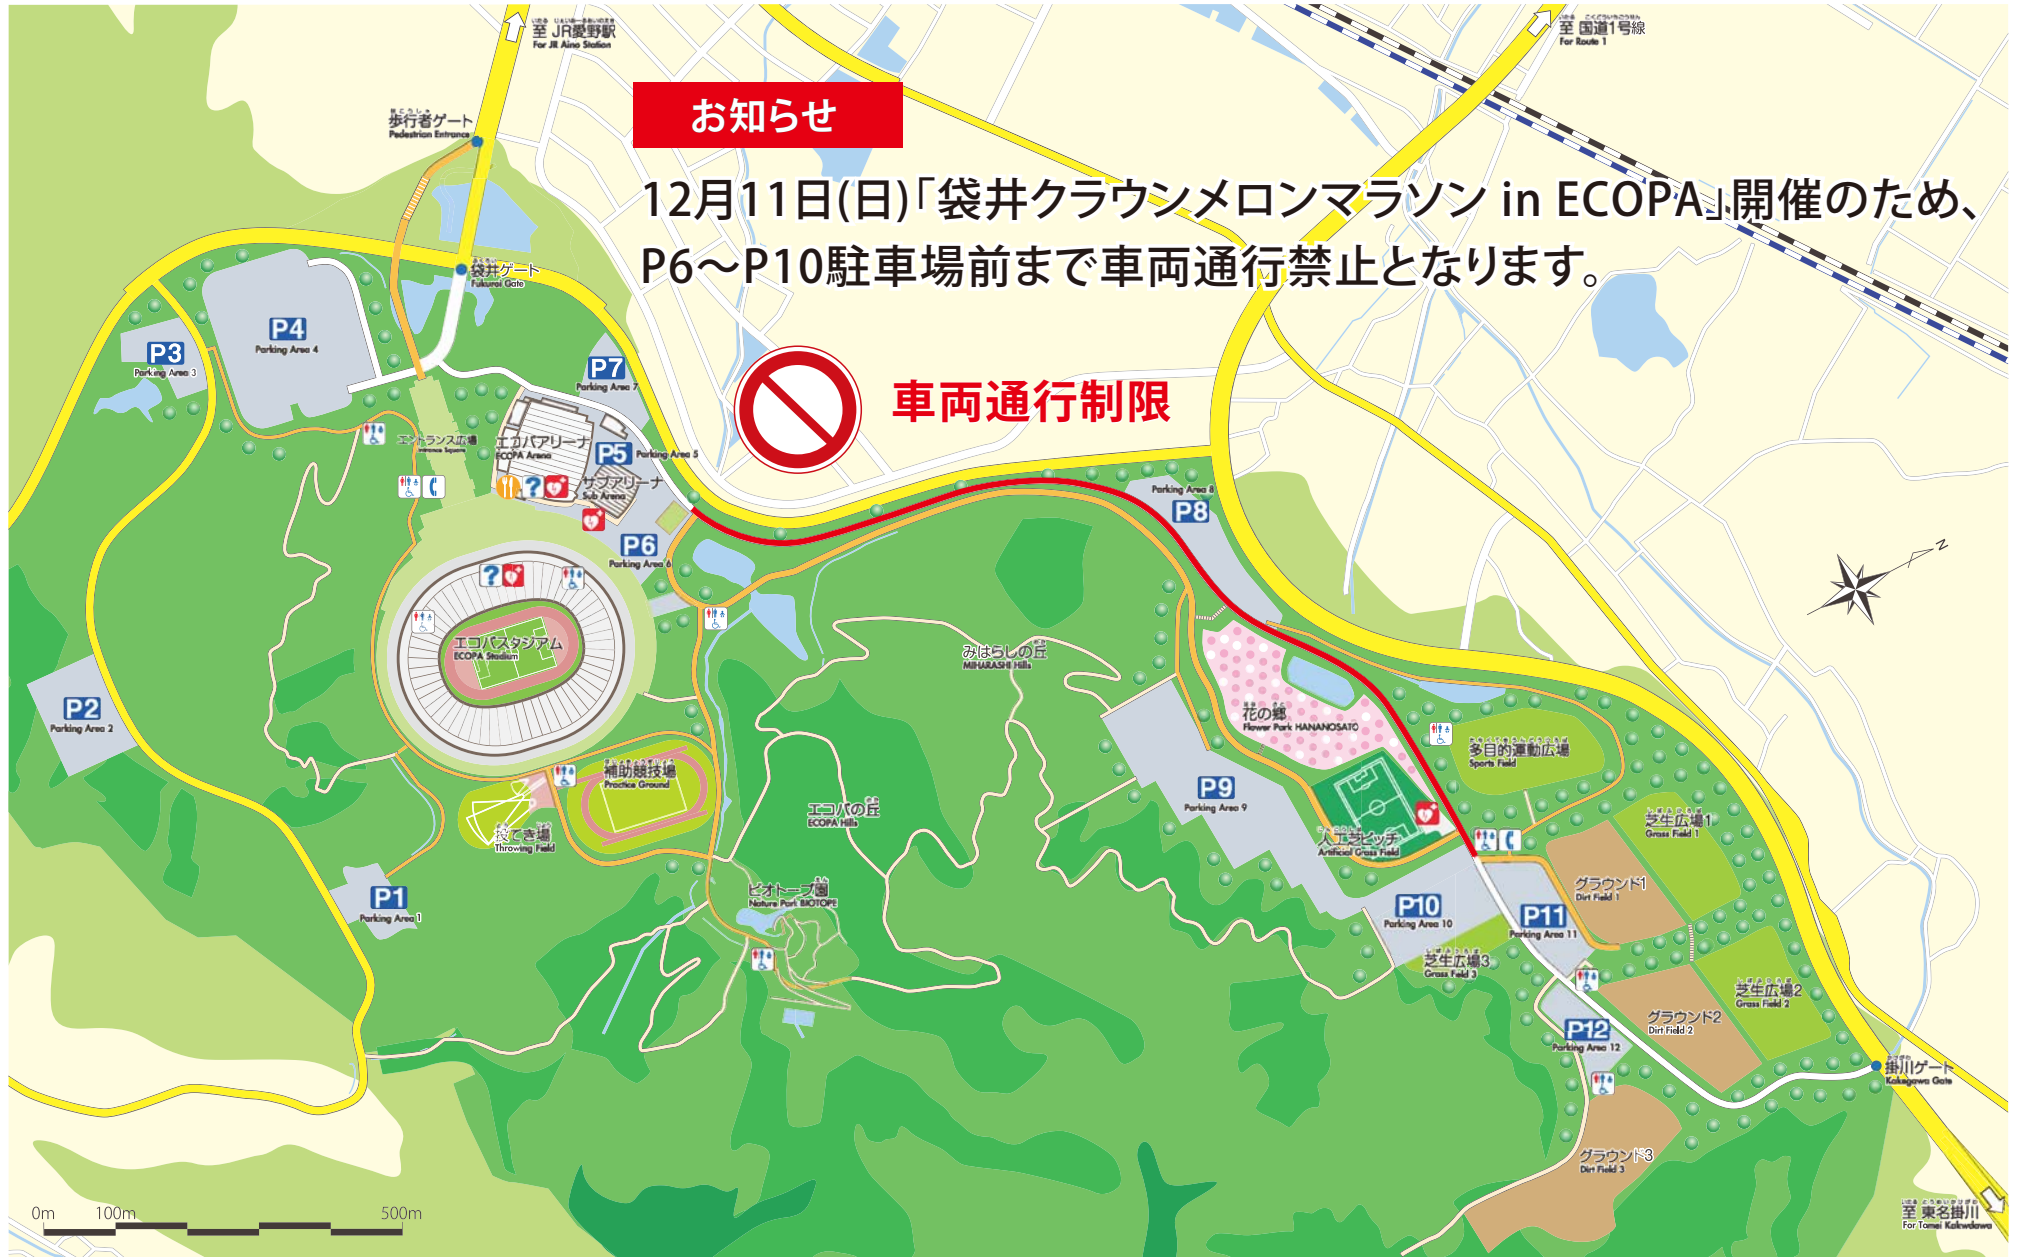 至 JR愛野駅
For JR Aino Station
至 国道1号線
For Route 1
お知らせ
歩行者ゲート
Pedestrian Entrance
12月11日(日)「袋井クラウンメロンマラソン in ECOPA」開催のため、
P6～P10駐車場前まで車両通行禁止となります。
袋井ゲート
Fukuroi Gate
P4
Parking Area 4
P3
Parking Area 3
P7
Parking Area 7
車両通行制限
エントランス広場
Entrance Square
エコパアリーナ
ECOPA Arena
P5
Parking Area 5
サブアリーナ
Sub Arena
P6
Parking Area 6
Parking Area 8
P8
N
エコパスタジアム
ECOPA Stadium
みはらしの丘
MIHARASHI Hills
P2
Parking Area 2
花の郷
Flower Park HANANOSATO
多目的運動広場
Sports Field
補助競技場
Practice Ground
P9
Parking Area 9
エコパの丘
ECOPA Hills
投てき場
Throwing Field
人工芝ピッチ
Artificial Grass Field
芝生広場1
Grass Field 1
P1
Parking Area 1
ビオトープ園
Nature Park BIOTOPE
グラウンド1
Dirt Field 1
P10
Parking Area 10
P11
Parking Area 11
芝生広場3
Grass Field 3
芝生広場2
Grass Field 2
グラウンド2
Dirt Field 2
P12
Parking Area 12
掛川ゲート
Kakegawa Gate
グラウンド3
Dirt Field 3
至 東名掛川
For Tomei Kakwdawa
0m 100m 500m